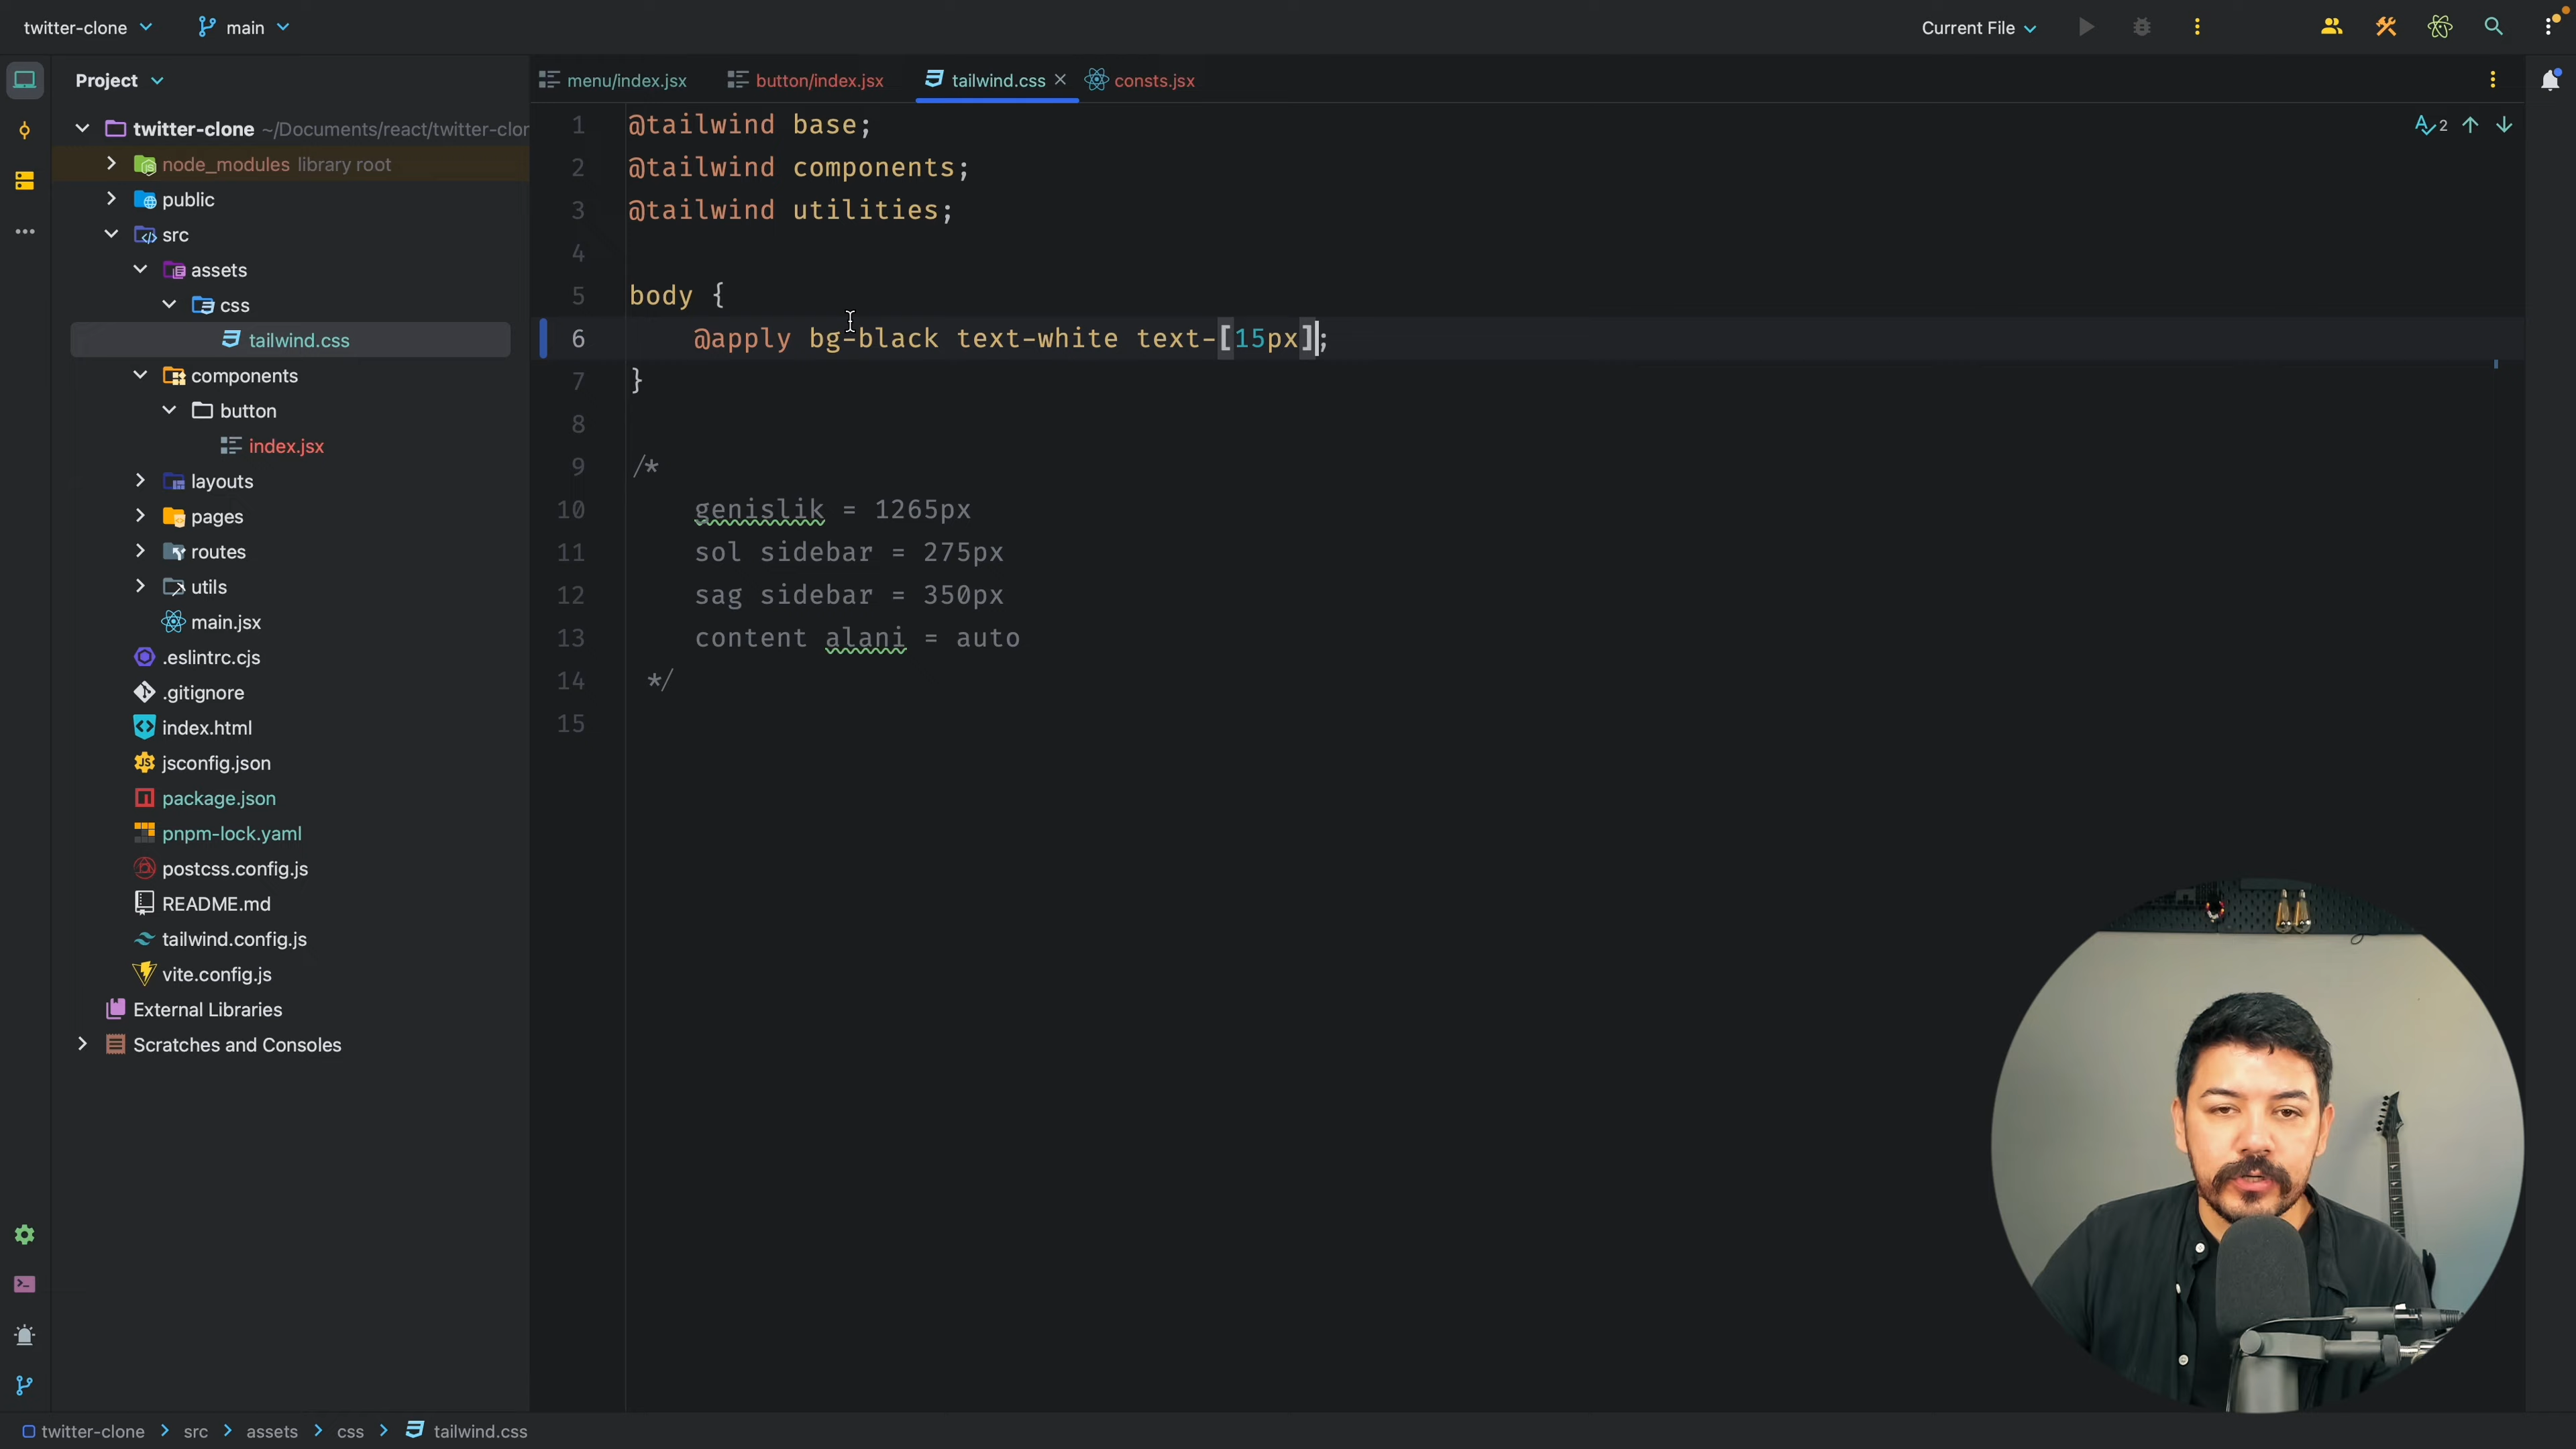 twitter-clone
main
Current File
Project
menu/index.jsx
button/index.jsx
tailwind.css
consts.jsx
twitter-clone ~/Documents/react/twitter-clor
node_modules library root
public
src
assets
css
tailwind.css
components
button
index.jsx
layouts
pages
routes
utils
main.jsx
.eslintrc.cjs
.gitignore
index.html
jsconfig.json
package.json
pnpm-lock.yaml
postcss.config.js
README.md
tailwind.config.js
vite.config.js
External Libraries
Scratches and Consoles
1 @tailwind base;
2 @tailwind components;
3 @tailwind utilities;
4
5 body {
6 @apply bg-black text-white text-[15px];
7 }
8
9 /*
10 genislik = 1265px
11 sol sidebar = 275px
12 sag sidebar = 350px
13 content alani = auto
14 */
15
2
twitter-clone > src > assets > css > tailwind.css